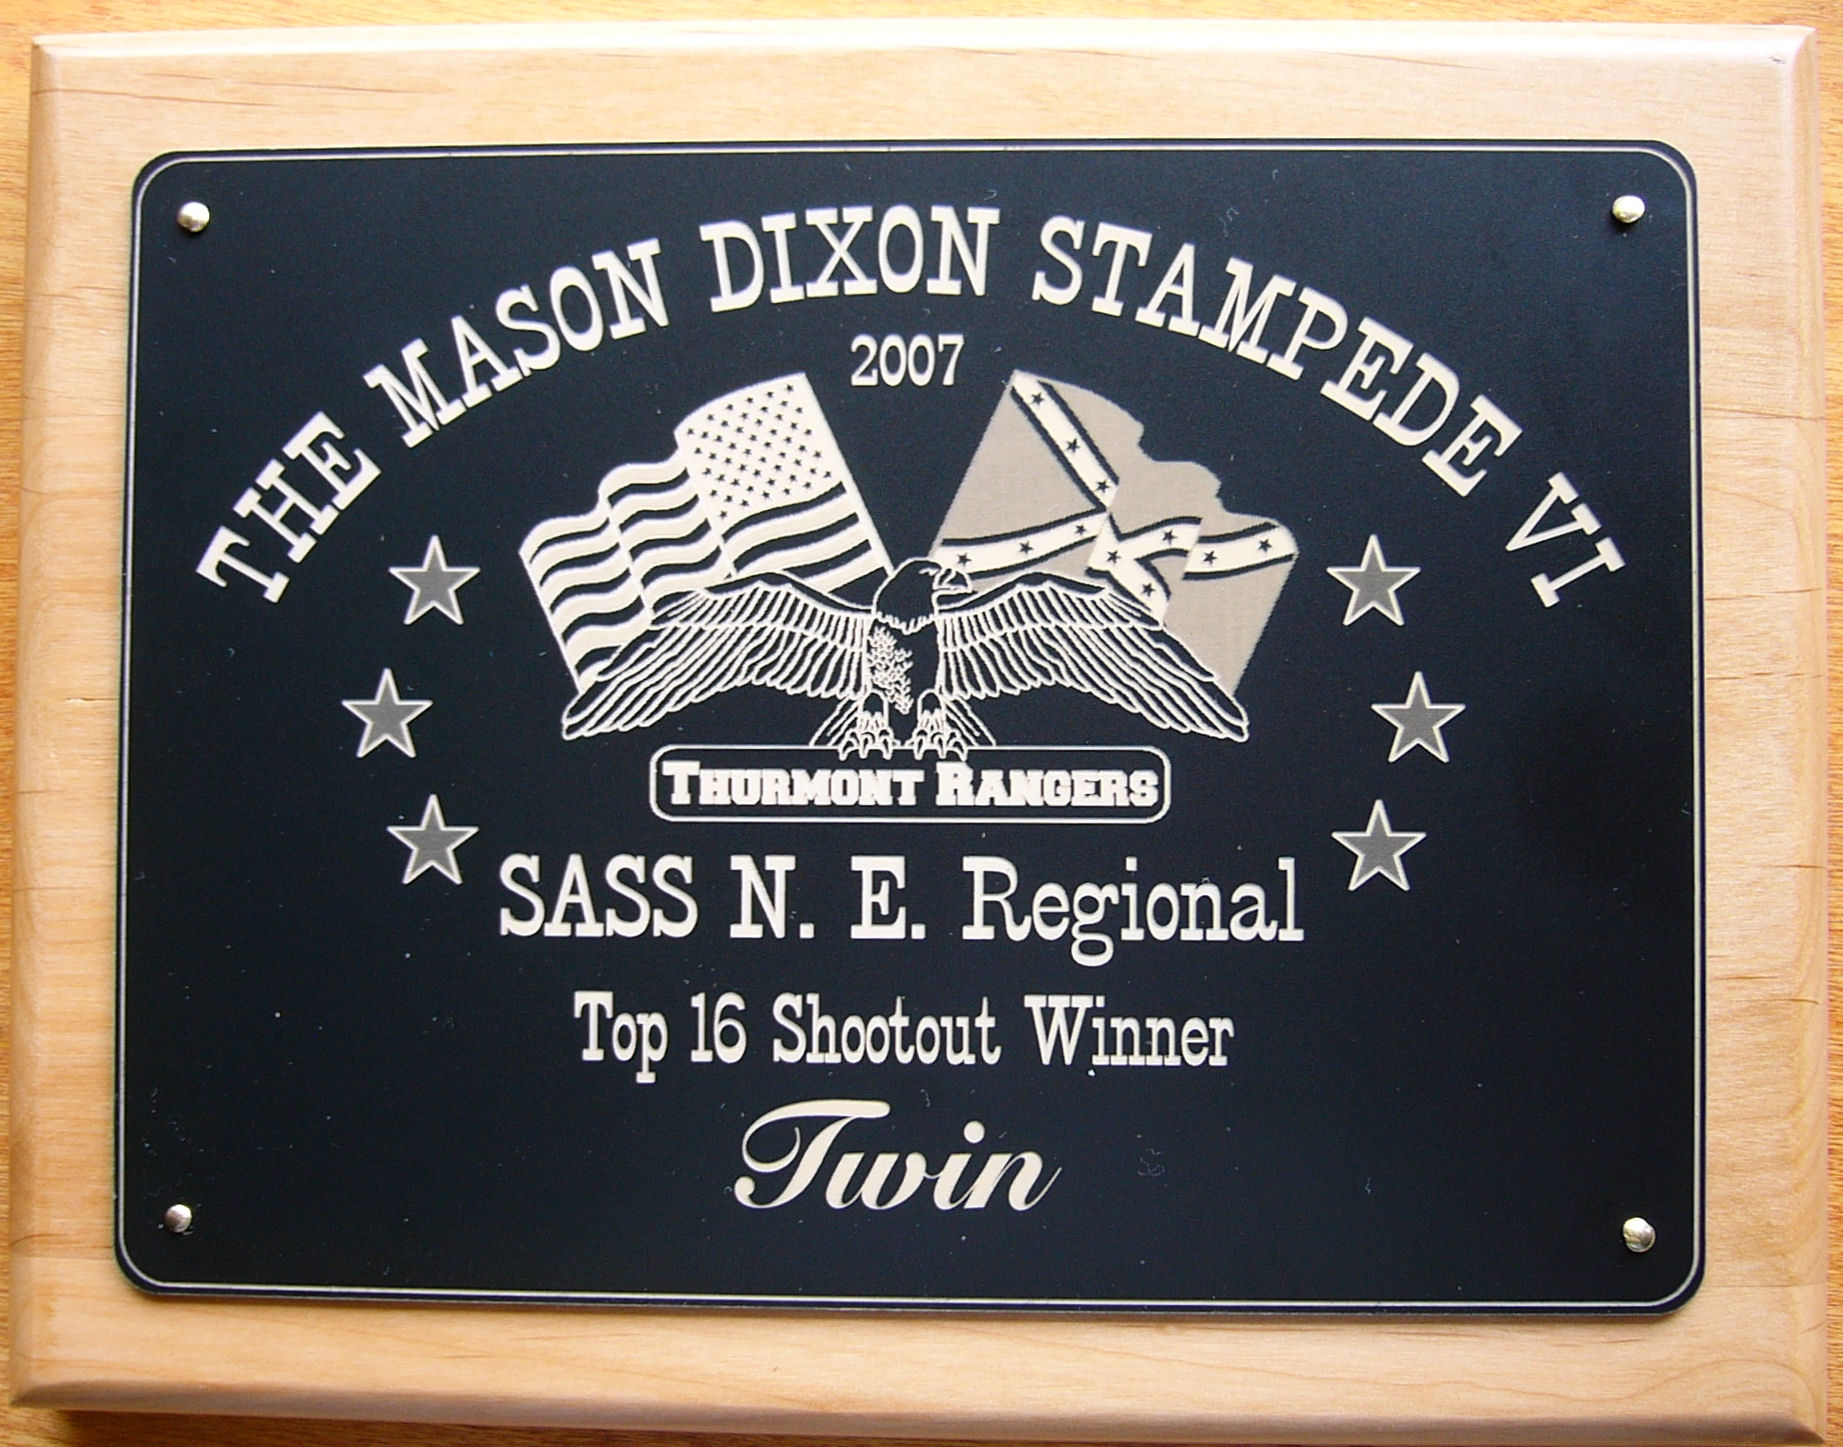 THE MASON DIXON STAMPEDE VI
2007
THURMONT RANGERS
SASS N. E. Regional
Top 16 Shootout Winner
Twin